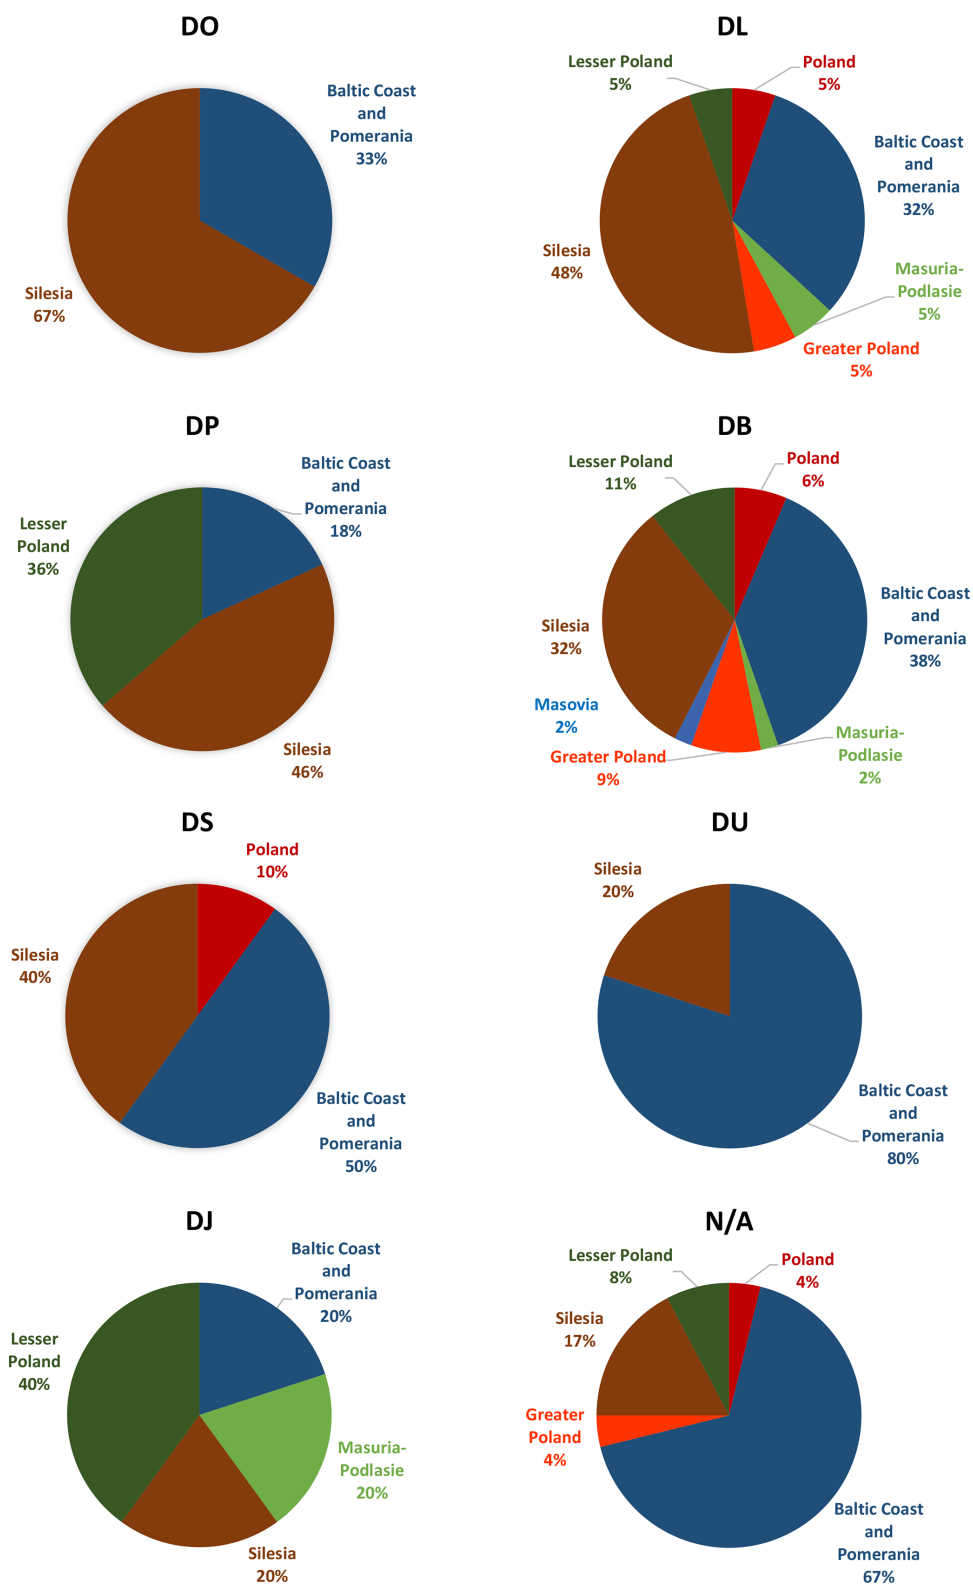 DO
Baltic Coast
and
Pomerania
33%
Silesia
67%
DL
Lesser Poland
5%
Poland
5%
Baltic Coast
and
Pomerania
32%
Silesia
48%
Masuria-
Podlasie
5%
Greater Poland
5%
DP
Baltic Coast
and
Pomerania
18%
Lesser
Poland
36%
Silesia
46%
DB
Lesser Poland
11%
Poland
6%
Baltic Coast
and
Pomerania
38%
Silesia
32%
Masovia
2%
Greater Poland
9%
Masuria-
Podlasie
2%
DS
Poland
10%
Silesia
40%
Baltic Coast
and
Pomerania
50%
DU
Silesia
20%
Baltic Coast
and
Pomerania
80%
DJ
Baltic Coast
and
Pomerania
20%
Lesser
Poland
40%
Masuria-
Podlasie
20%
Silesia
20%
N/A
Lesser Poland
8%
Poland
4%
Silesia
17%
Greater
Poland
4%
Baltic Coast
and
Pomerania
67%